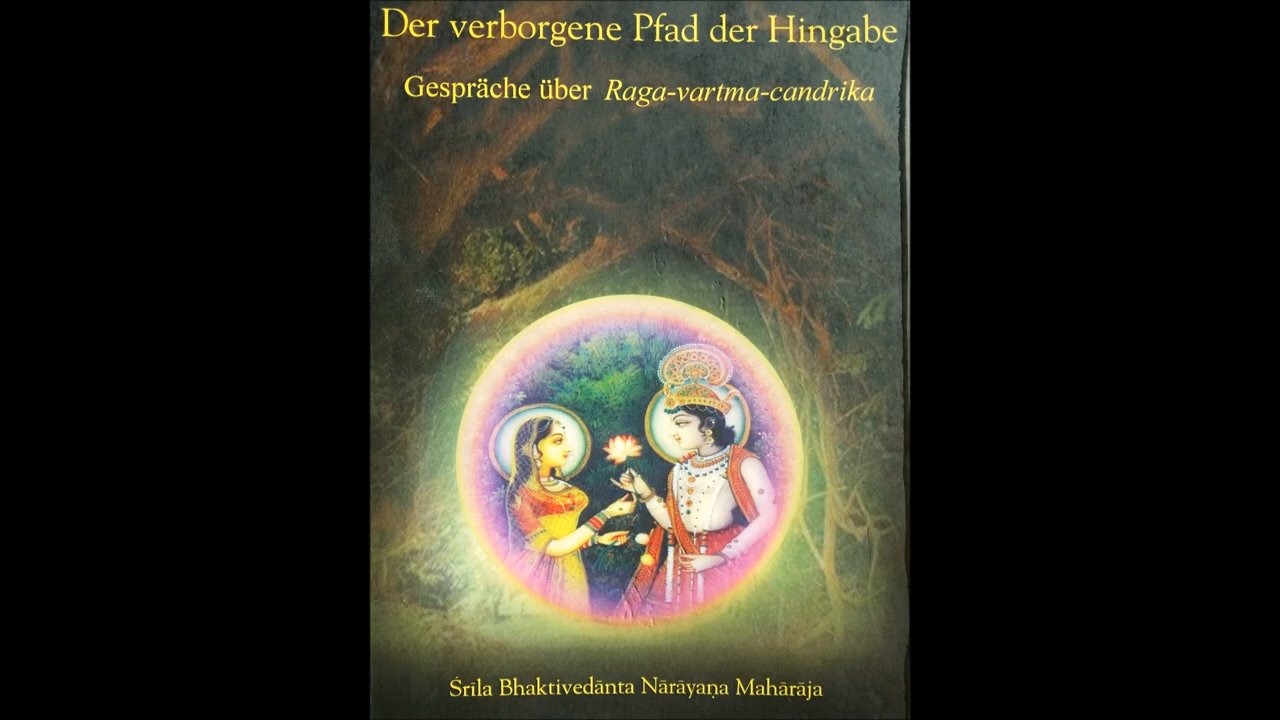 Der verborgene Pfad der Hingabe
Gespräche über Raga-vartma-candrika
Śrīla Bhaktivedānta Nārāyaṇa Mahārāja